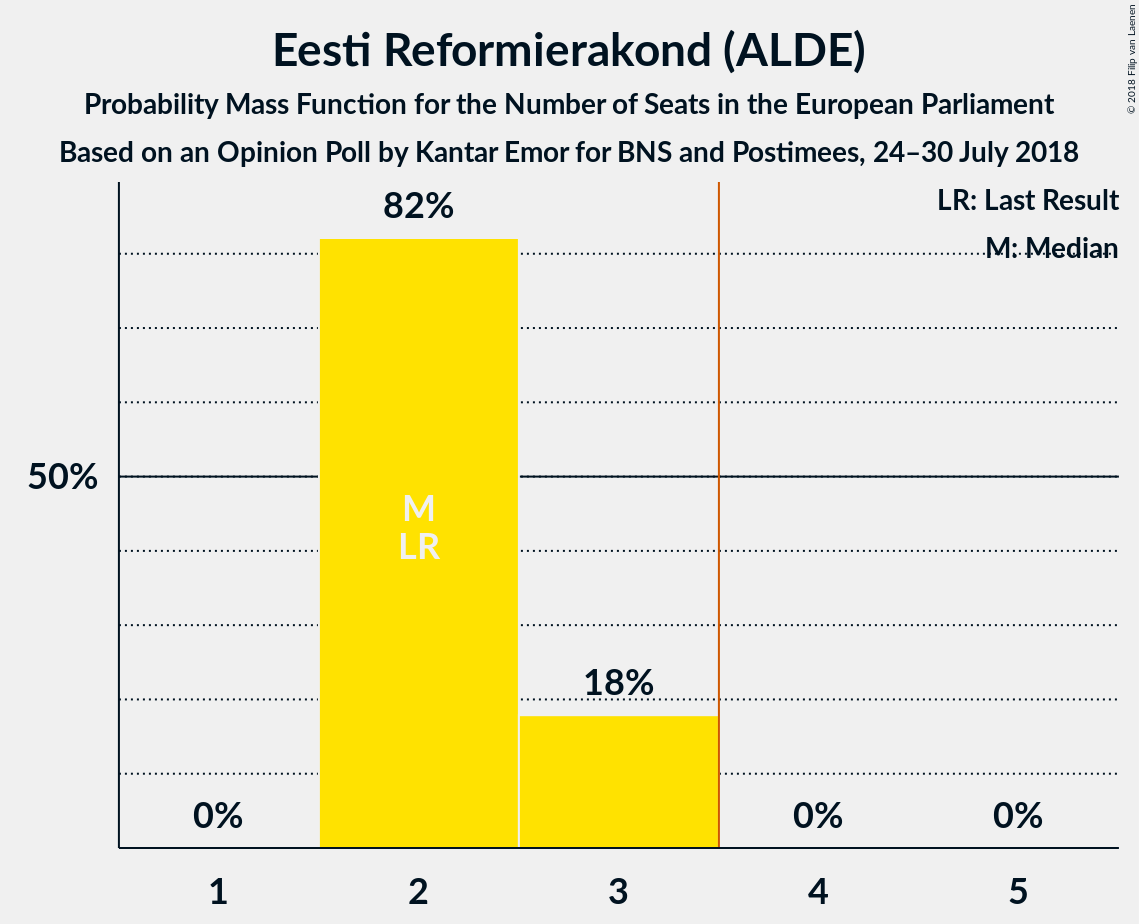 Eesti Reformierakond (ALDE)
Probability Mass Function for the Number of Seats in the European Parliament
Based on an Opinion Poll by Kantar Emor for BNS and Postimees, 24–30 July 2018
© 2018 Filip van Laenen
LR: Last Result
M: Median
82%
50%
M
LR
18%
0%
0%
0%
1
2
3
4
5